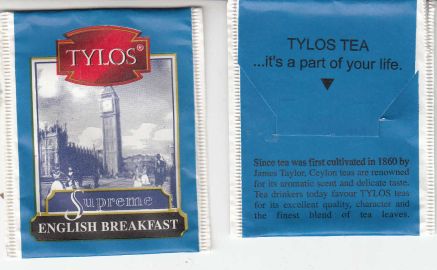 TYLOS®
Supreme
ENGLISH BREAKFAST
TYLOS TEA
...it's a part of your life.
Since tea was first cultivated in 1860 by
James Taylor, Ceylon teas are renowned
for its aromatic scent and delicate taste.
Tea drinkers today favour TYLOS teas
for its excellent quality, character and
the finest blend of tea leaves.